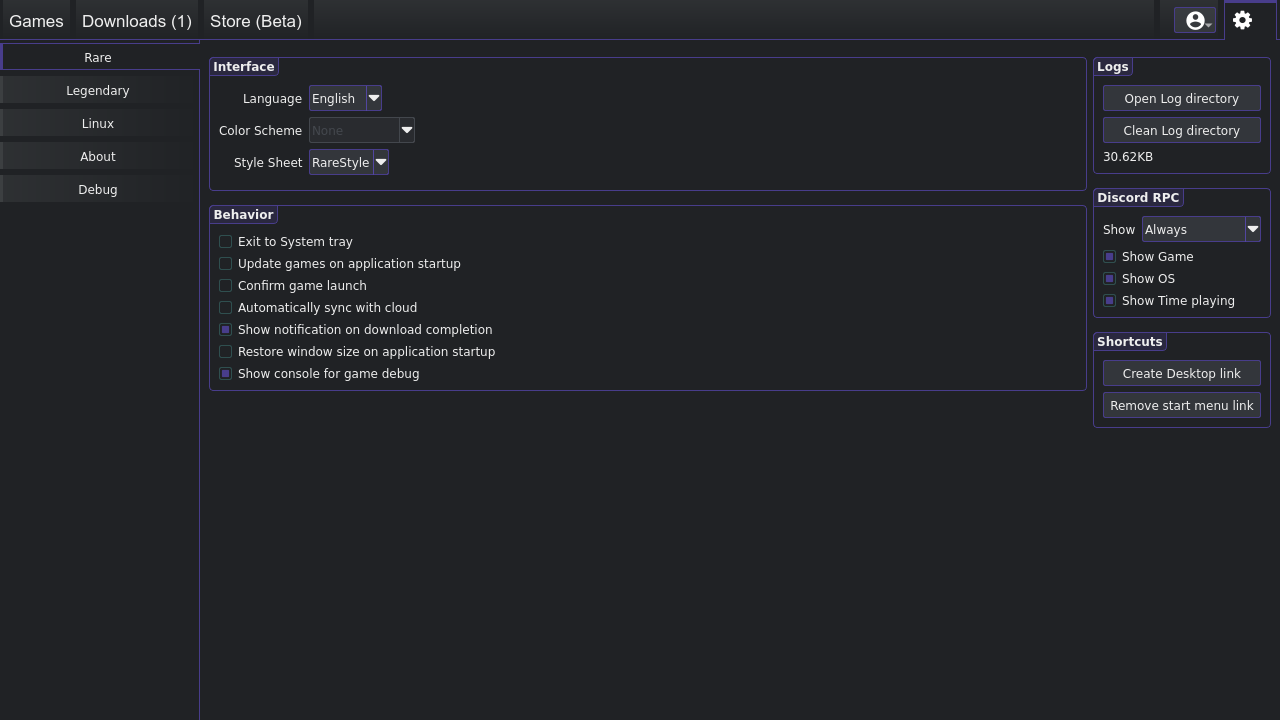 Games Downloads (1) Store (Beta)
Rare
Legendary
Linux
About
Debug
Interface
Language English
Color Scheme None
Style Sheet RareStyle
Behavior
Exit to System tray
Update games on application startup
Confirm game launch
Automatically sync with cloud
Show notification on download completion
Restore window size on application startup
Show console for game debug
Logs
Open Log directory
Clean Log directory
30.62KB
Discord RPC
Show Always
Show Game
Show OS
Show Time playing
Shortcuts
Create Desktop link
Remove start menu link